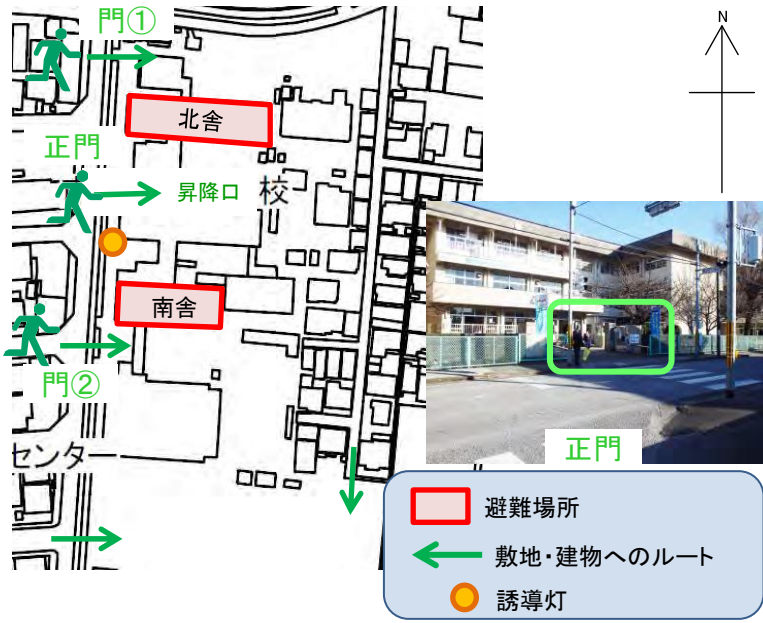 門①
N
北舎
正門
昇降口
校
南舎
門②
センター
正門
避難場所
敷地・建物へのルート
誘導灯